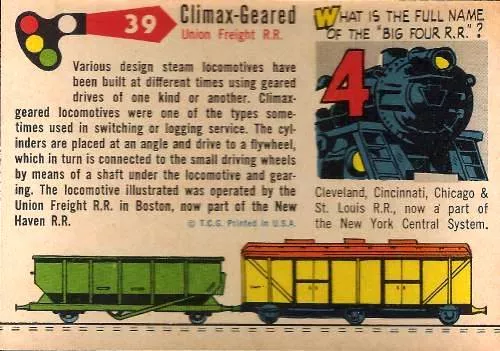 39
Climax-Geared
Union Freight R.R.
Various design steam locomotives have
been built at different times using geared
drives of one kind or another. Climax-
geared locomotives were one of the types some-
times used in switching or logging service. The cyl-
inders are placed at an angle and drive to a flywheel,
which in turn is connected to the small driving wheels
by means of a shaft under the locomotive and gear-
ing. The locomotive illustrated was operated by the
Union Freight R.R. in Boston, now part of the New
Haven R.R.
© T.C.G. Printed in U.S.A.
WHAT IS THE FULL NAME
OF THE "BIG FOUR R.R."?
4
Cleveland, Cincinnati, Chicago &
St. Louis R.R., now a part of
the New York Central System.